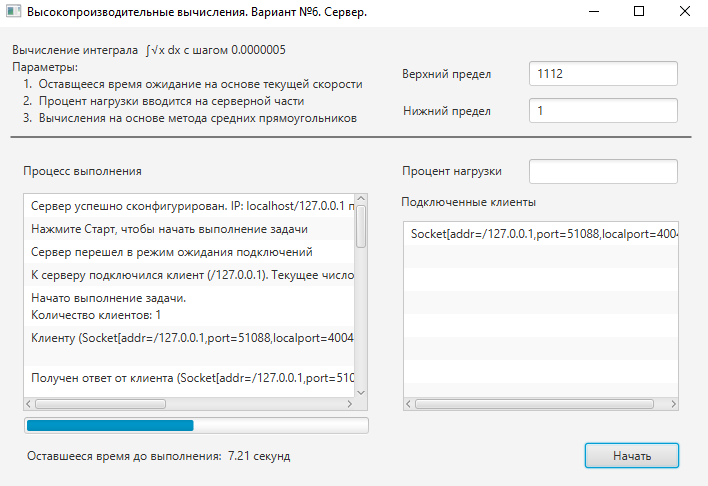 Высокопроизводительные вычисления. Вариант №6. Сервер.
Вычисление интеграла ∫√x dx с шагом 0.0000005
Параметры:
1. Оставщееся время ожидание на основе текущей скорости
2. Процент нагрузки вводится на серверной части
3. Вычисления на основе метода средних прямоугольников
Верхний предел 1112
Нижний предел 1
Процесс выполнения
Сервер успешно сконфигурирован. IP: localhost/127.0.0.1 п
Нажмите Старт, чтобы начать выполнение задачи
Сервер перешел в режим ожидания подключений
К серверу подключился клиент (/127.0.0.1). Текущее число
Начато выполнение задачи.
Количество клиентов: 1
Клиенту (Socket[addr=/127.0.0.1,port=51088,localport=4004
Получен ответ от клиента (Socket[addr=/127.0.0.1,port=510
Оставшееся время до выполнения: 7.21 секунд
Процент нагрузки
Подключенные клиенты
Socket[addr=/127.0.0.1,port=51088,localport=4004
Начать